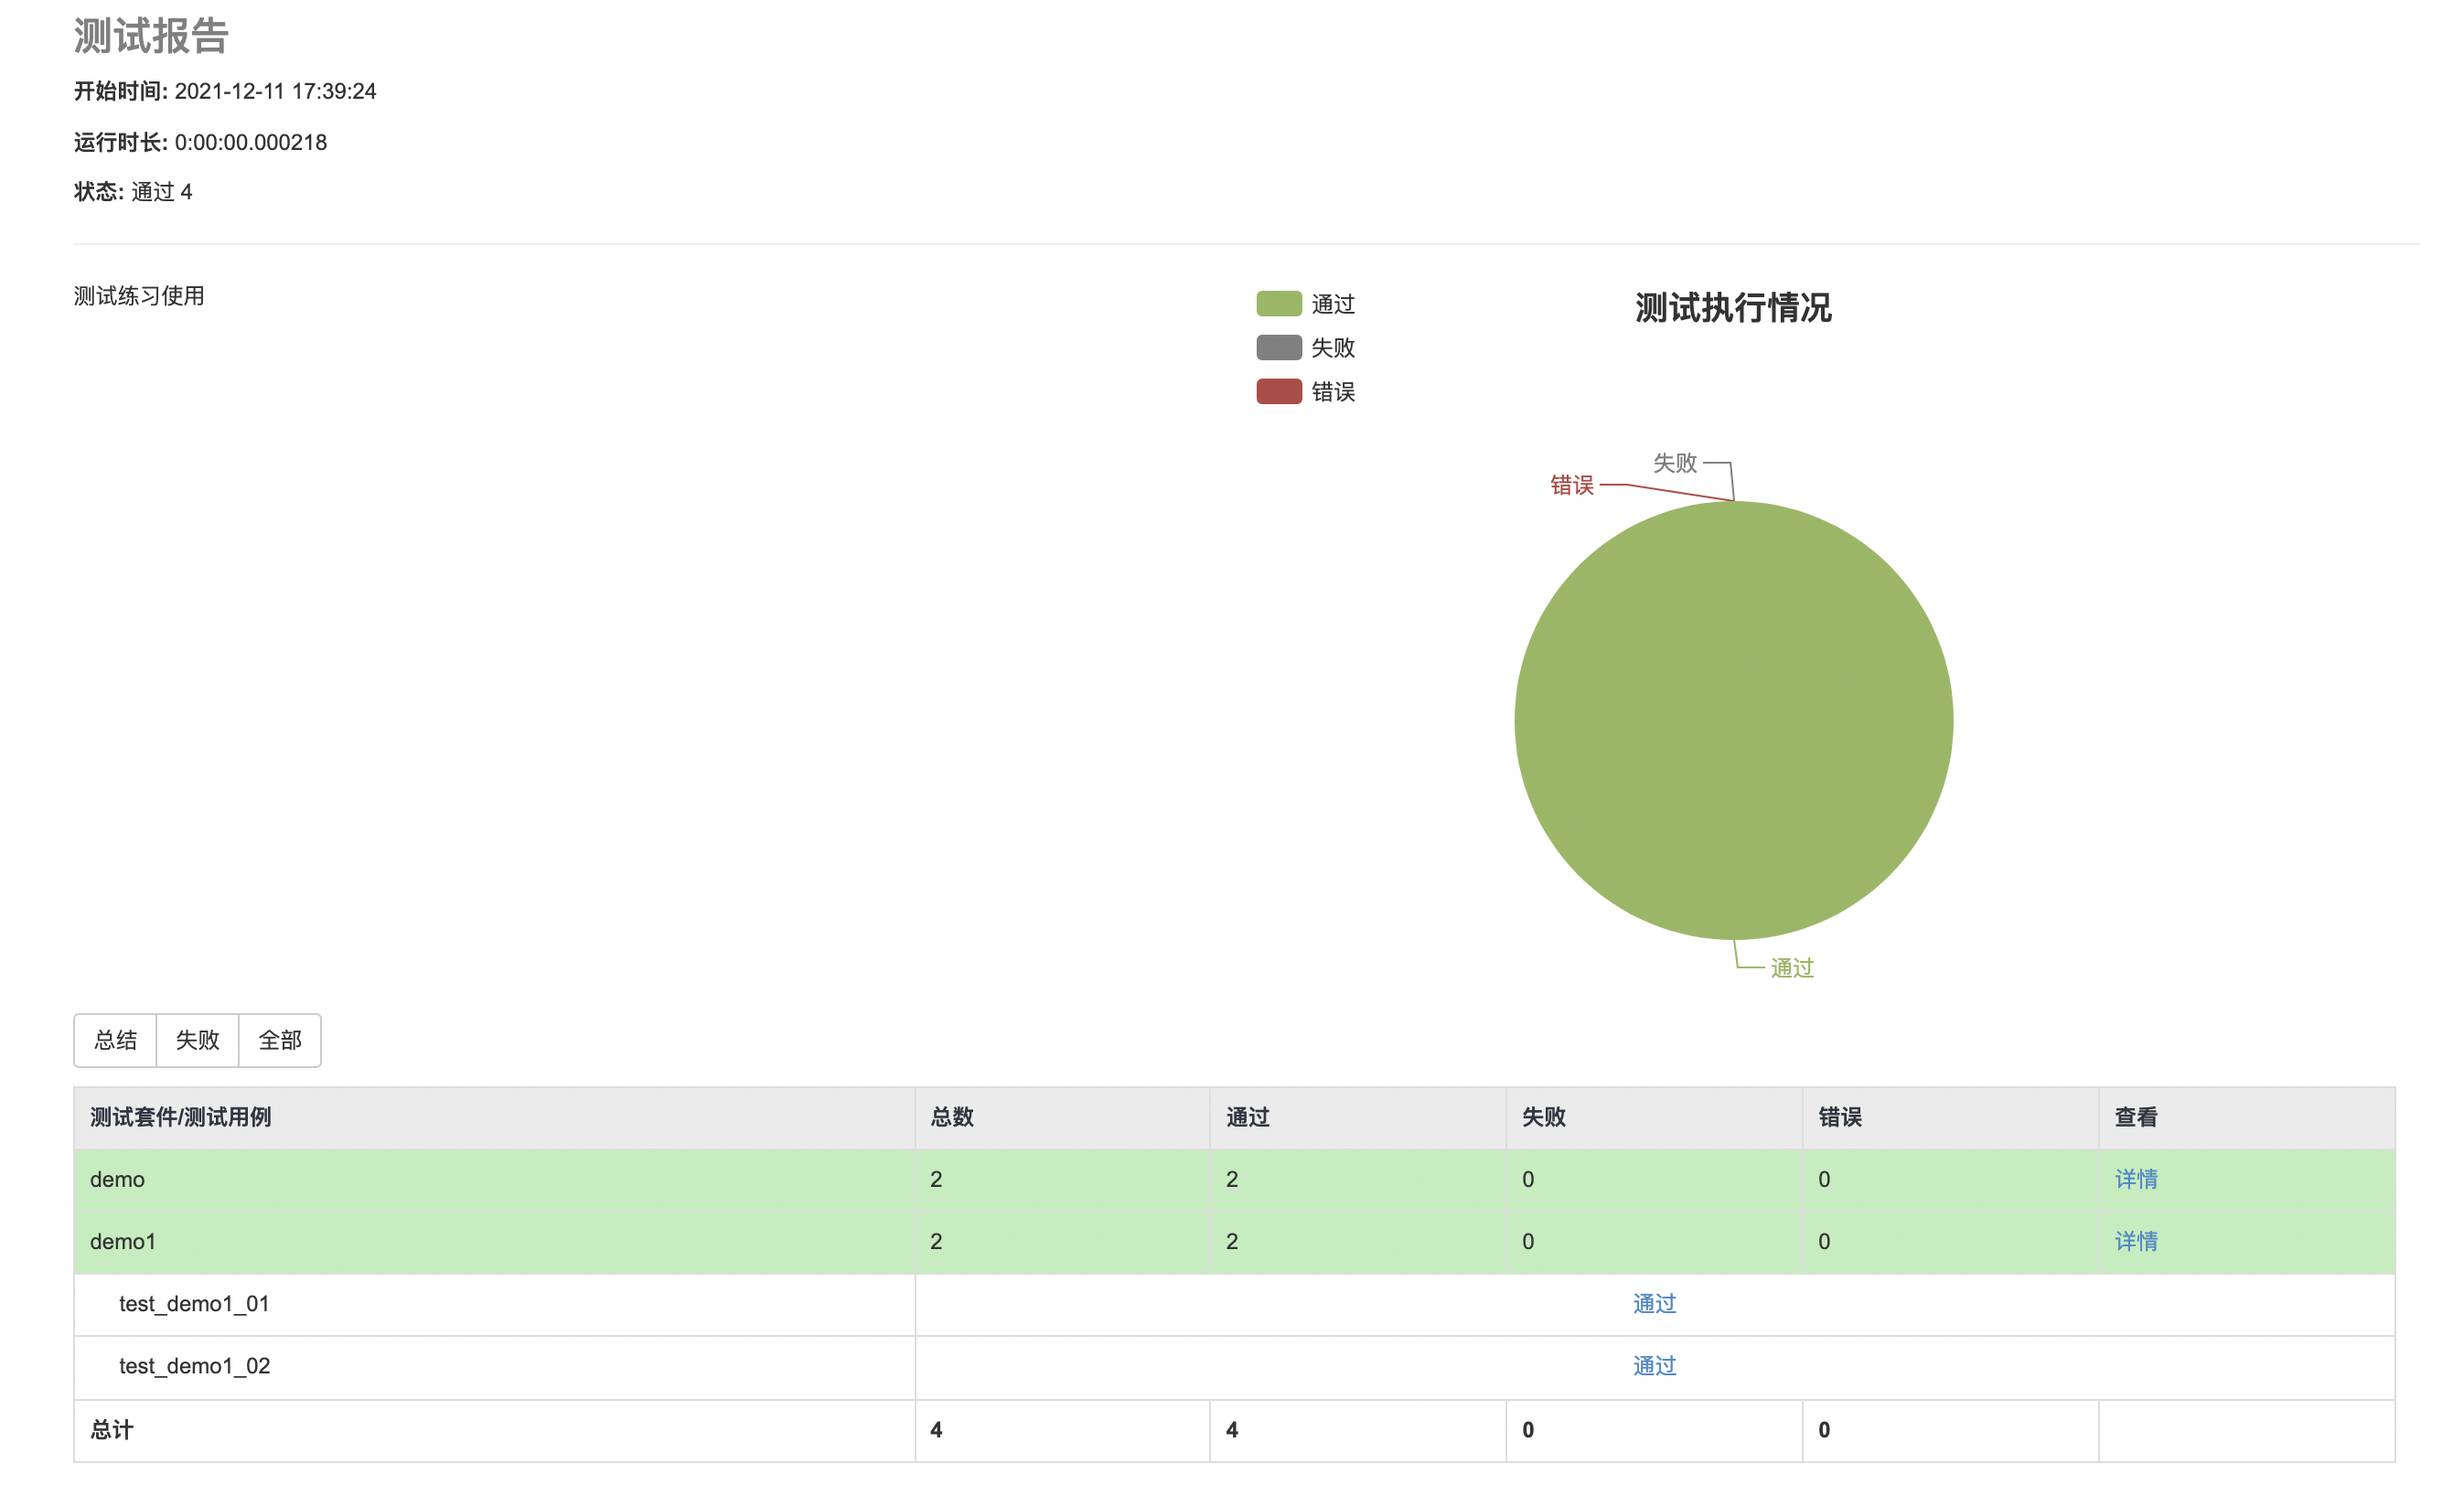 测试报告
开始时间: 2021-12-11 17:39:24
运行时长: 0:00:00.000218
状态: 通过 4
测试练习使用
通过
失败
错误
测试执行情况
失败
错误
通过
总结 失败 全部
测试套件/测试用例 总数 通过 失败 错误 查看
demo 2 2 0 0 详情
demo1 2 2 0 0 详情
test_demo1_01 通过
test_demo1_02 通过
总计 4 4 0 0